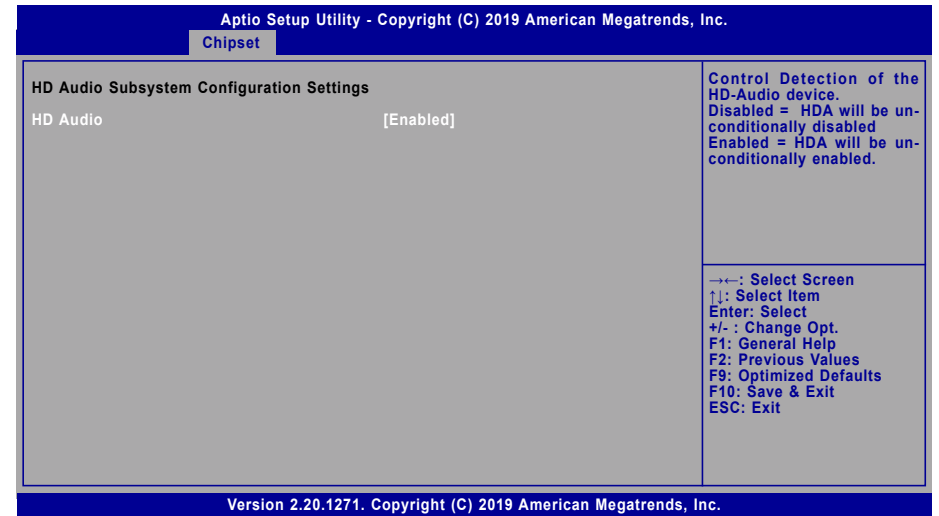 Aptio Setup Utility - Copyright (C) 2019 American Megatrends, Inc.
Chipset
HD Audio Subsystem Configuration Settings
HD Audio [Enabled]
Control Detection of the
HD-Audio device.
Disabled = HDA will be un-
conditionally disabled
Enabled = HDA will be un-
conditionally enabled.
→←: Select Screen
↑↓: Select Item
Enter: Select
+/- : Change Opt.
F1: General Help
F2: Previous Values
F9: Optimized Defaults
F10: Save & Exit
ESC: Exit
Version 2.20.1271. Copyright (C) 2019 American Megatrends, Inc.